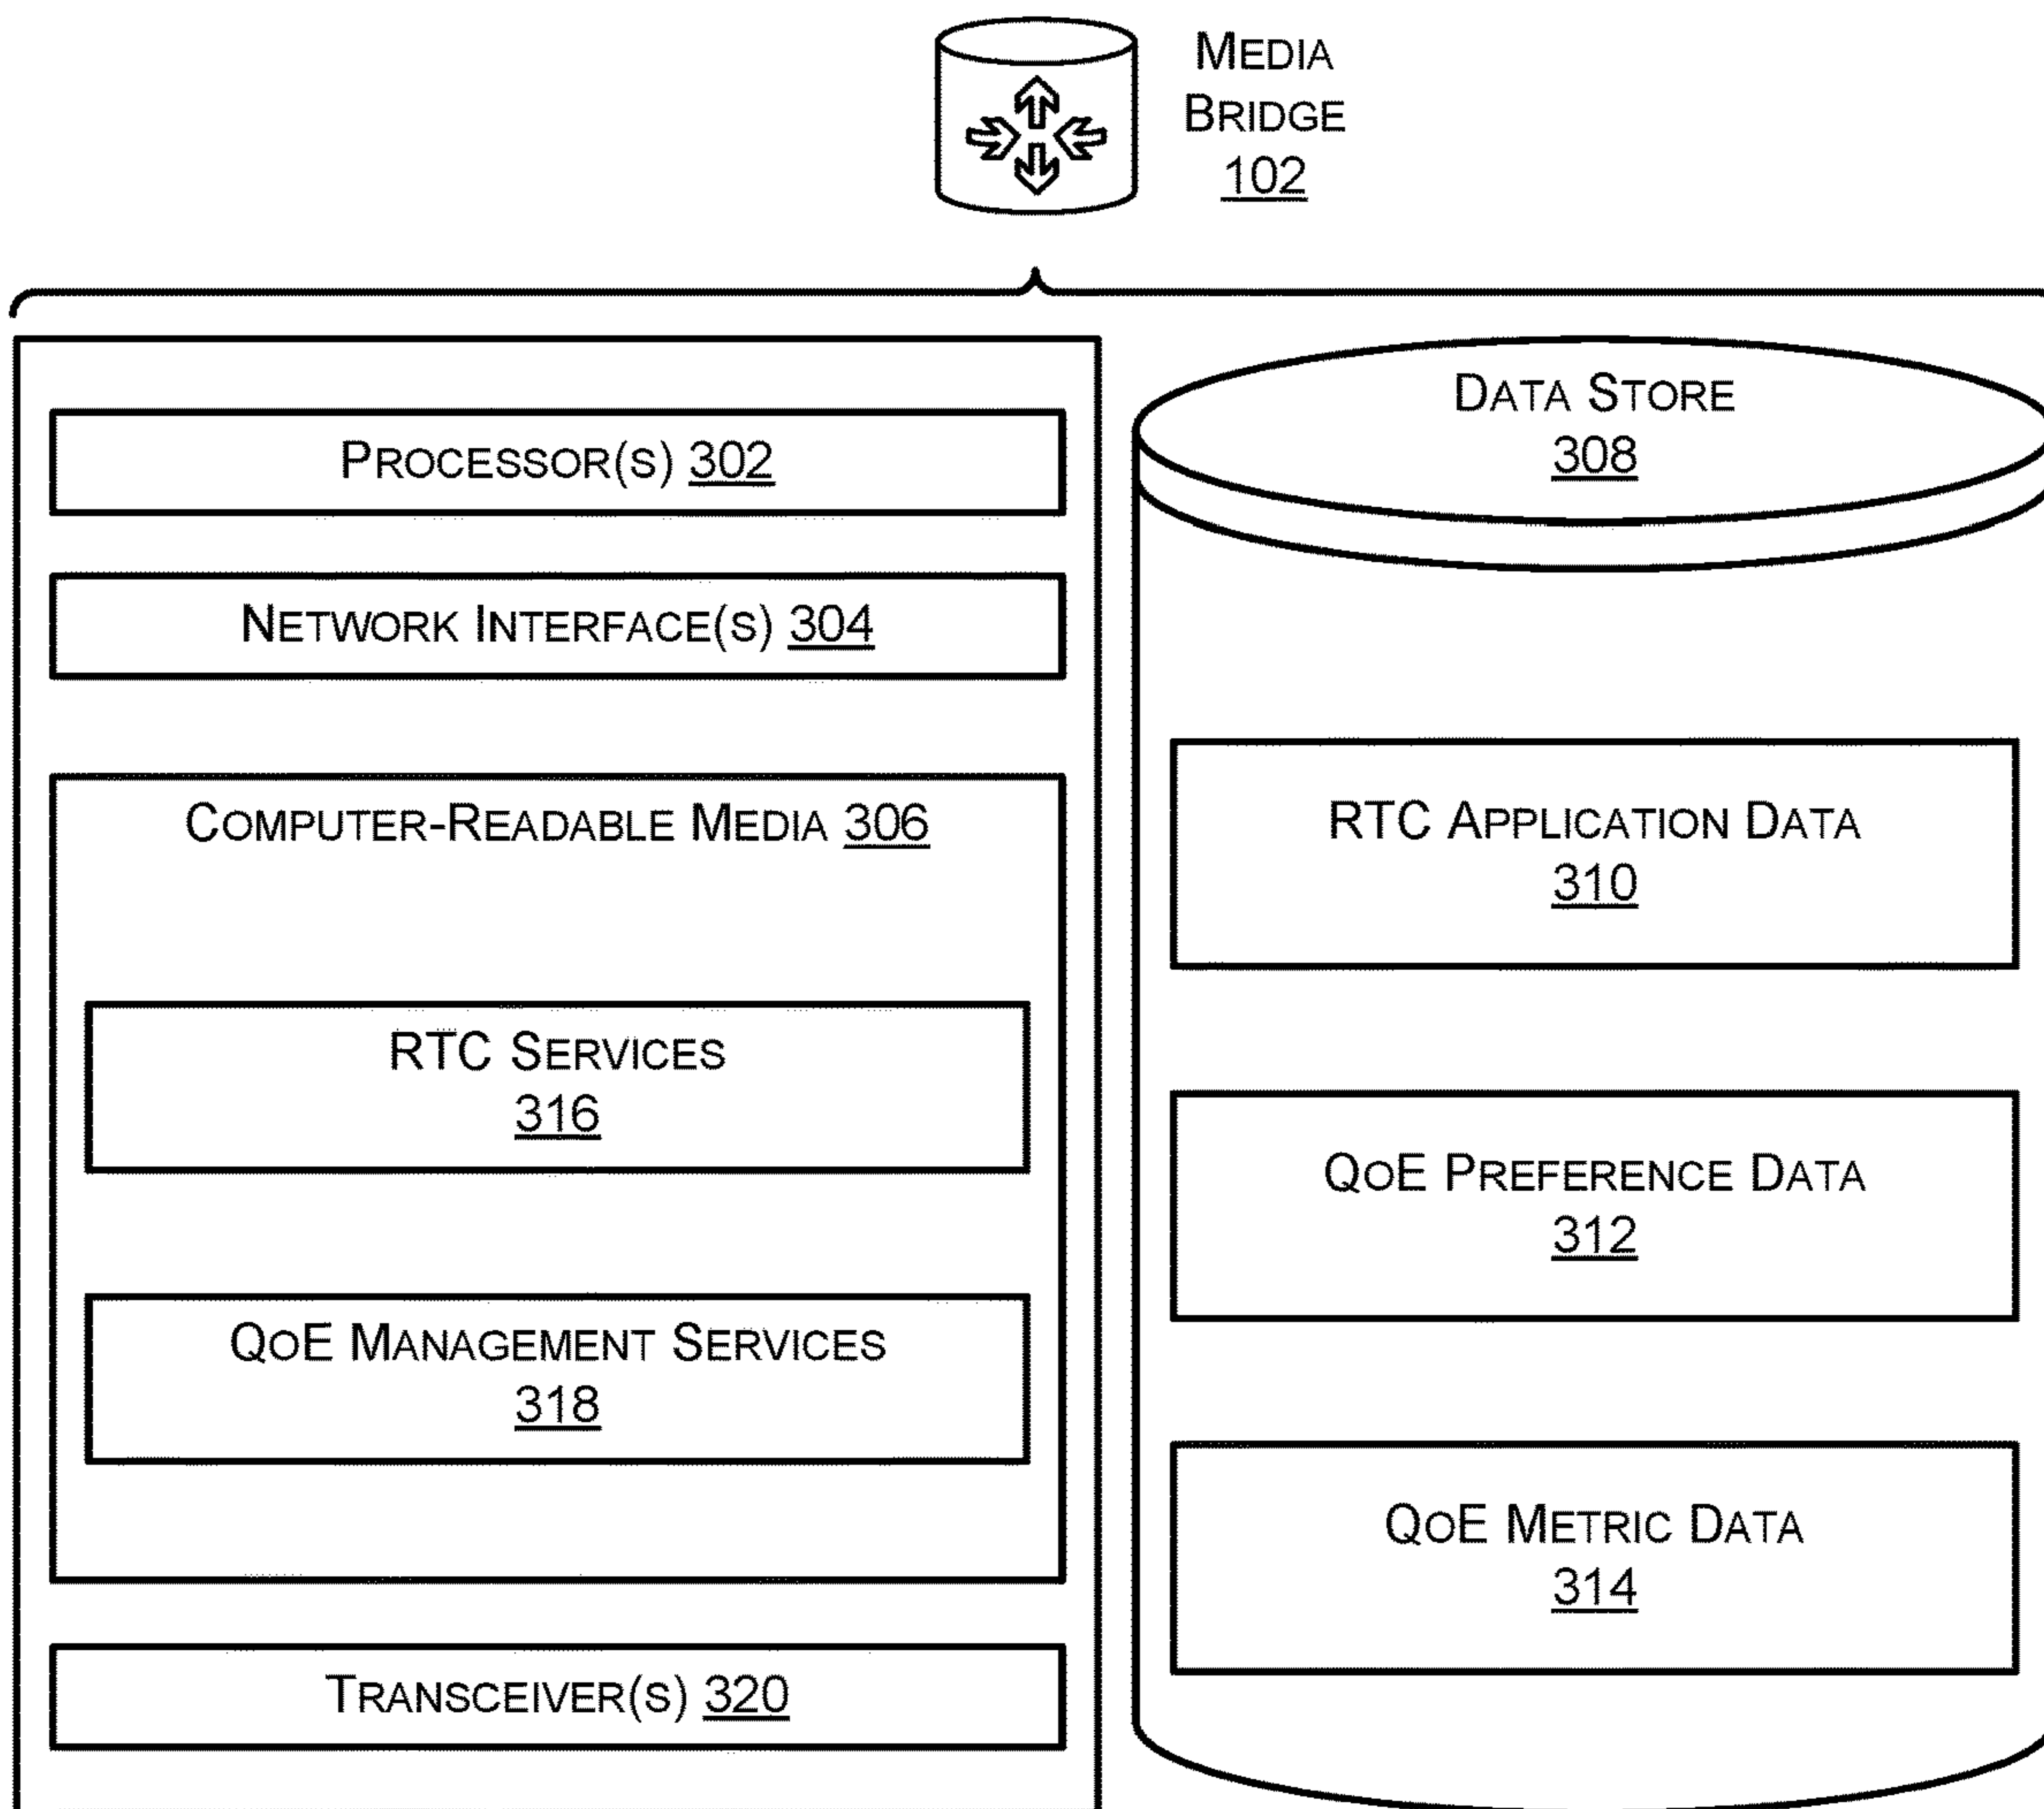 MEDIA
BRIDGE
102
PROCESSOR(S) 302
NETWORK INTERFACE(S) 304
COMPUTER-READABLE MEDIA 306
RTC SERVICES
316
QOE MANAGEMENT SERVICES
318
TRANSCEIVER(S) 320
DATA STORE
308
RTC APPLICATION DATA
310
QOE PREFERENCE DATA
312
QOE METRIC DATA
314